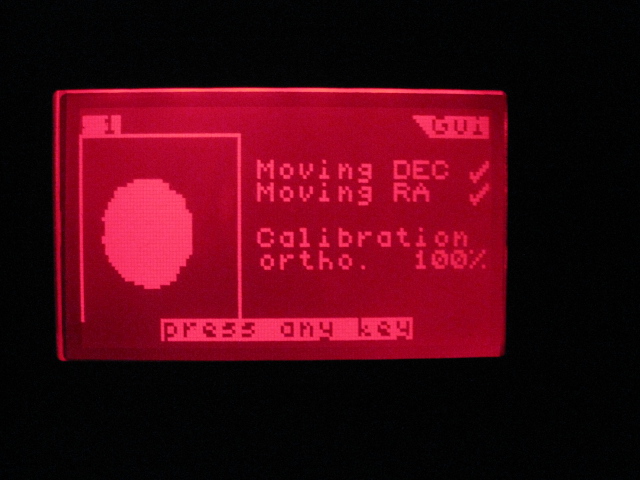 1 GUi
Moving DEC ✓
Moving RA ✓
Calibration
ortho. 100%
press any key